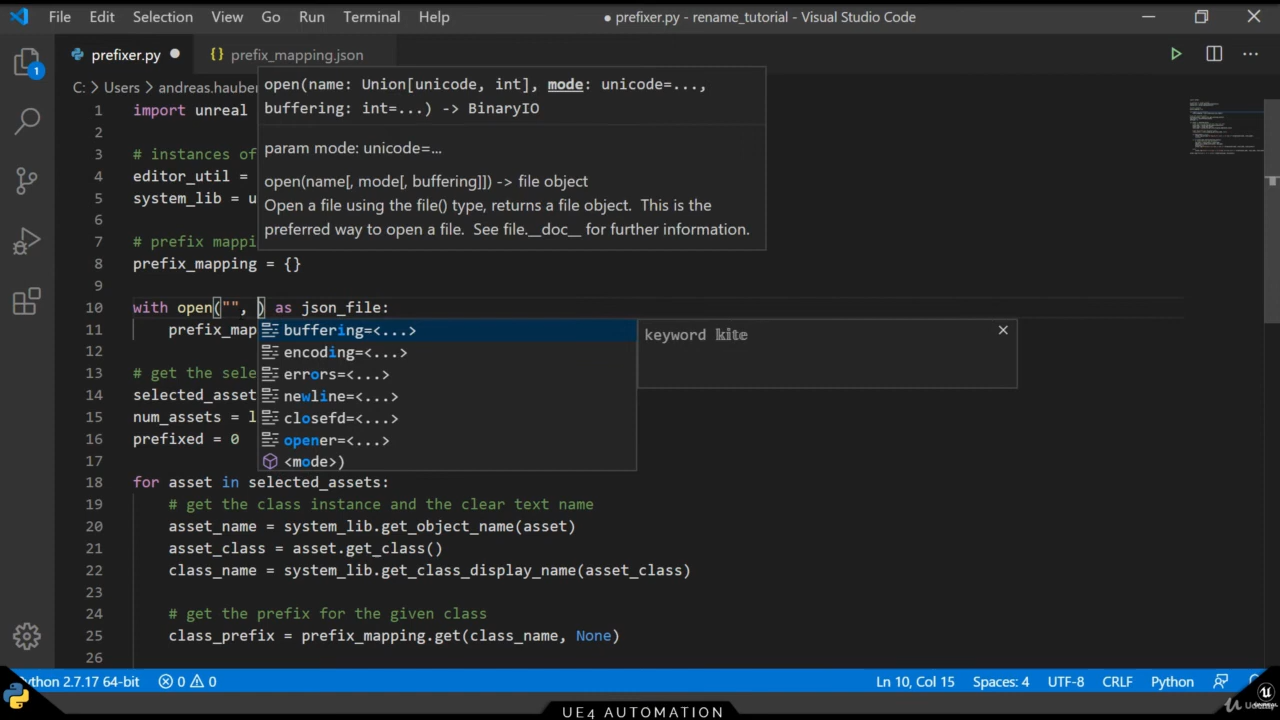 File Edit Selection View Go Run Terminal Help ● prefixer.py - rename_tutorial - Visual Studio Code
prefixer.py prefix_mapping.json
1
C: > Users > andreas.hauber
open(name: Union[unicode, int], mode: unicode=...,
buffering: int=...) -> BinaryIO
param mode: unicode=...
open(name[, mode[, buffering]]) -> file object
Open a file using the file() type, returns a file object. This is the
preferred way to open a file. See file.__doc__ for further information.
1 import unreal
2
3 # instances of
4 editor_util =
5 system_lib = u
6
7 # prefix mappi
8 prefix_mapping = {}
9
10 with open("", ) as json_file:
11 prefix_map
buffering=<...>
encoding=<...>
errors=<...>
newline=<...>
closefd=<...>
opener=<...>
<mode>)
keyword kite
12
13 # get the sele
14 selected_asset
15 num_assets = l
16 prefixed = 0
17
18 for asset in selected_assets:
19 # get the class instance and the clear text name
20 asset_name = system_lib.get_object_name(asset)
21 asset_class = asset.get_class()
22 class_name = system_lib.get_class_display_name(asset_class)
23
24 # get the prefix for the given class
25 class_prefix = prefix_mapping.get(class_name, None)
26
ython 2.7.17 64-bit 0 0 Ln 10, Col 15 Spaces: 4 UTF-8 CRLF Python
UE4 AUTOMATION